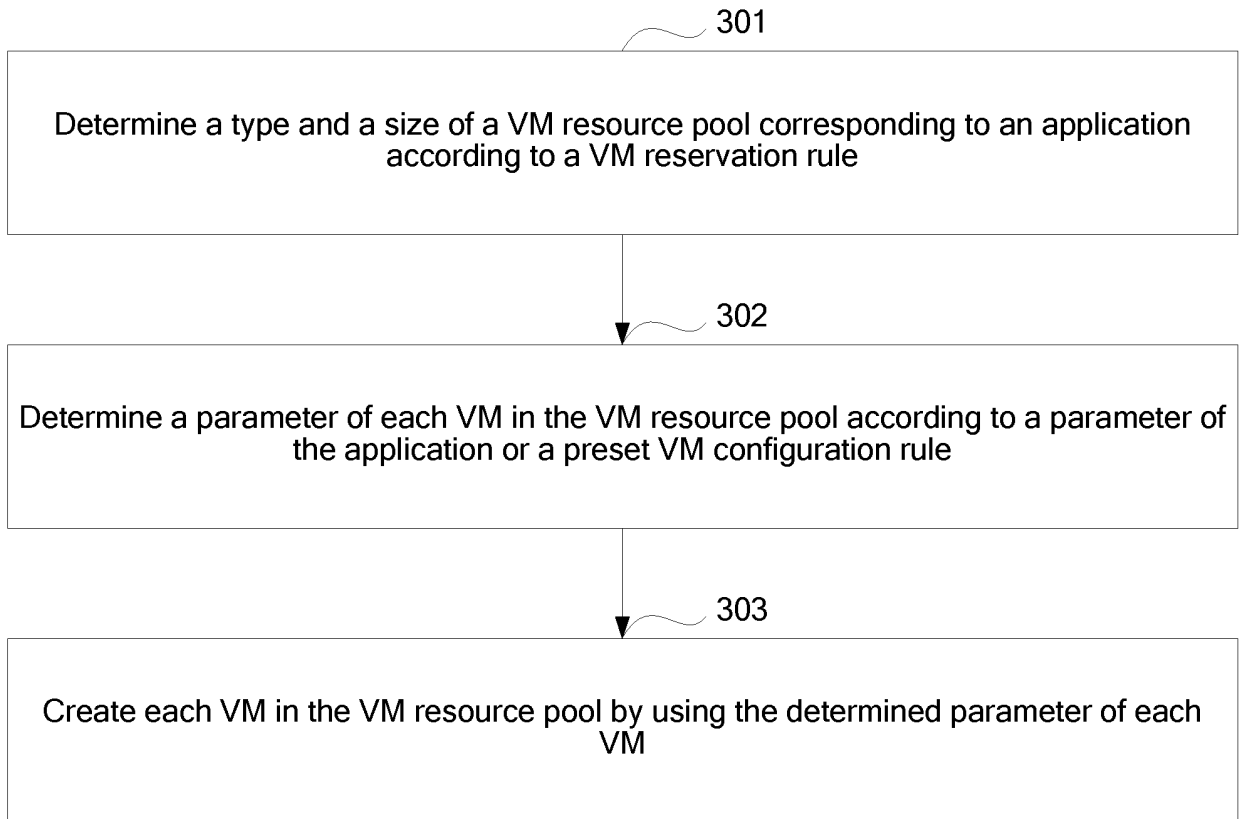 301
Determine a type and a size of a VM resource pool corresponding to an application
according to a VM reservation rule
302
Determine a parameter of each VM in the VM resource pool according to a parameter of
the application or a preset VM configuration rule
303
Create each VM in the VM resource pool by using the determined parameter of each
VM